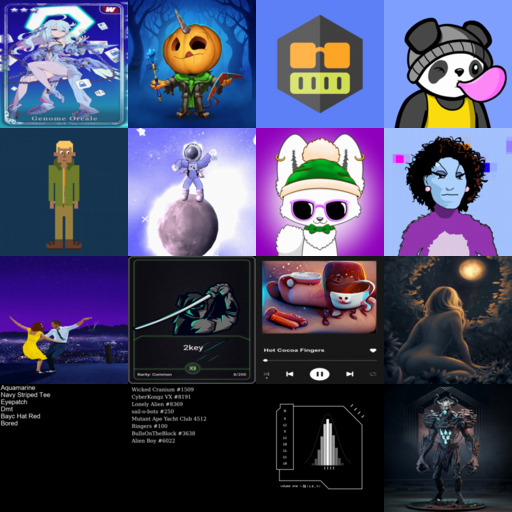 W
Genome Orcale
2key
X3
Rarity: Common
8/200
Hot Cocoa Fingers
Aquamarine
Navy Striped Tee
Eyepatch
Dmt
Bayc Hat Red
Bored
Wicked Cranium #1509
CyberKongz VX #8191
Lonely Alien #8369
sail-o-bots #250
Mutant Ape Yacht Club 4512
Ringers #100
BullsOnTheBlock #3638
Alien Boy #6022